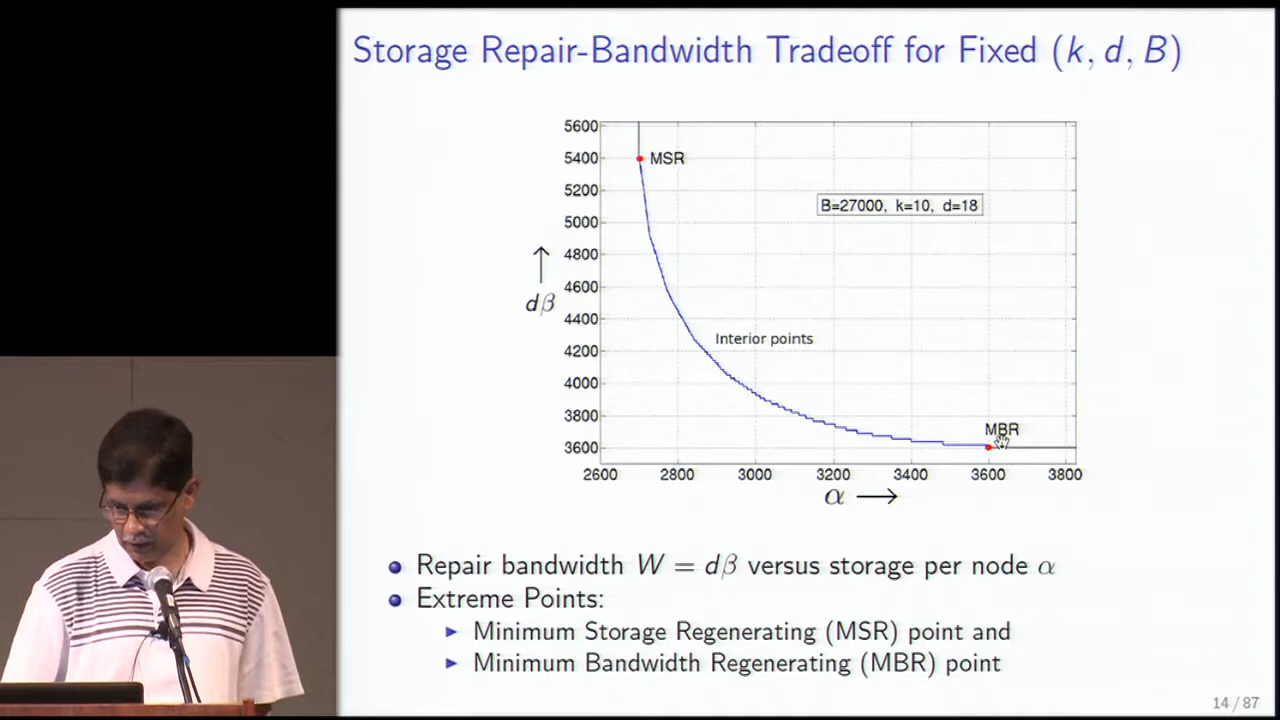 Storage Repair-Bandwidth Tradeoff for Fixed (k, d, B)
5600
5400
5200
5000
4800
4600
4400
4200
4000
3800
3600
MSR
B=27000, k=10, d=18
dβ
Interior points
MBR
2600 2800 3000 3200 3400 3600 3800
α
Repair bandwidth W = dβ versus storage per node α
Extreme Points:
Minimum Storage Regenerating (MSR) point and
Minimum Bandwidth Regenerating (MBR) point
14 / 87